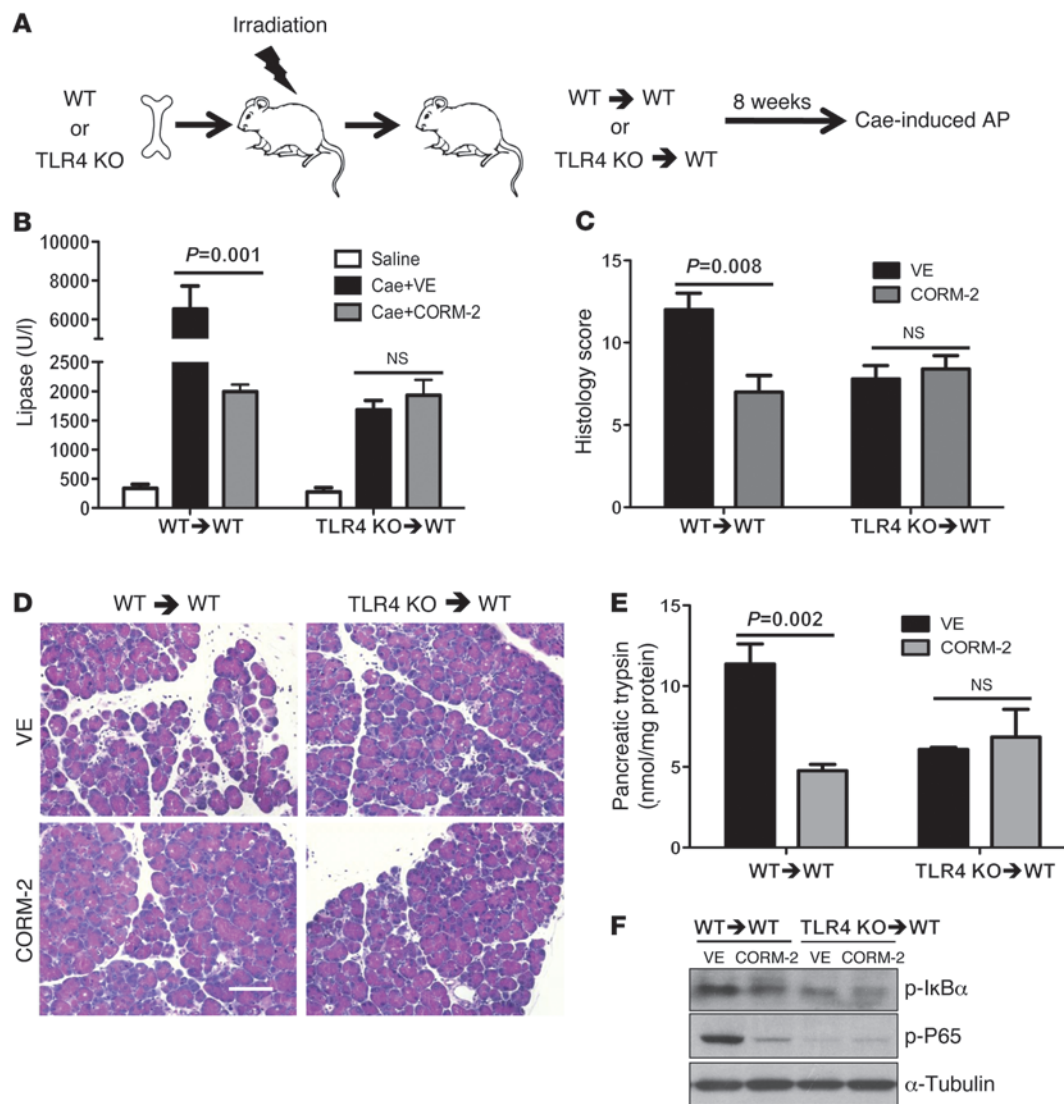 A
Irradiation
WT
or
TLR4 KO
WT ➔ WT
or
TLR4 KO ➔ WT
8 weeks
Cae-induced AP
B
Lipase (U/l)
10000
8000
6000
2500
2000
1500
1000
500
0
P=0.001
NS
Saline
Cae+VE
Cae+CORM-2
WT➔WT
TLR4 KO➔WT
C
Histology score
15
10
5
0
P=0.008
NS
VE
CORM-2
WT➔WT
TLR4 KO➔WT
D
WT ➔ WT
TLR4 KO ➔ WT
VE
CORM-2
E
Pancreatic trypsin
(nmol/mg protein)
15
10
5
0
P=0.002
NS
VE
CORM-2
WT➔WT
TLR4 KO➔WT
F
WT➔WT TLR4 KO➔WT
VE CORM-2 VE CORM-2
p-IκBα
p-P65
α-Tubulin